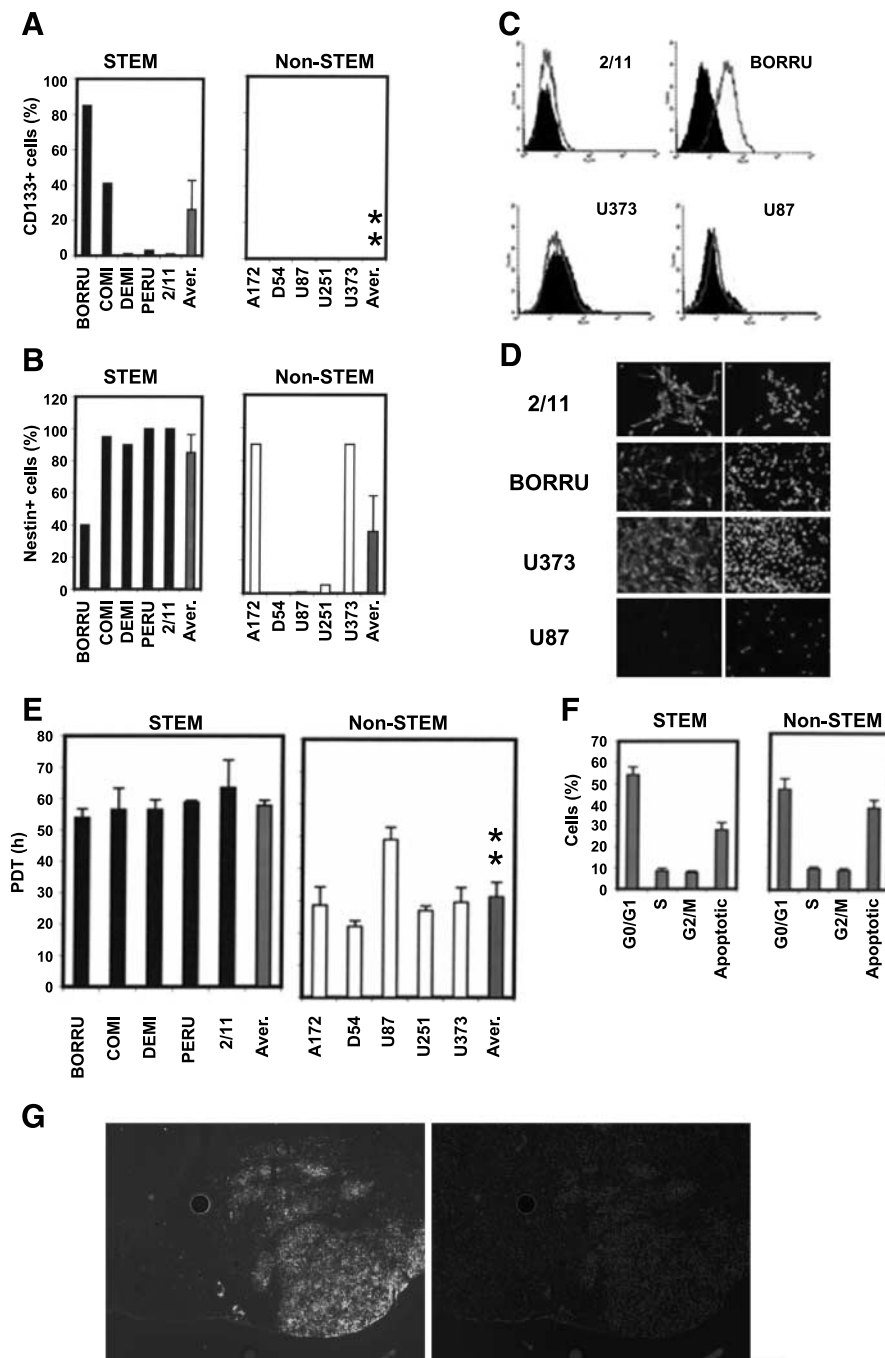 A
STEM
Non-STEM
CD133+ cells (%)
100
80
60
40
20
0
**
BORRU
COMI
DEMI
PERU
2/11
Aver.
A172
D54
U87
U251
U373
Aver.
B
STEM
Non-STEM
Nestin+ cells (%)
120
100
80
60
40
20
0
BORRU
COMI
DEMI
PERU
2/11
Aver.
A172
D54
U87
U251
U373
Aver.
C
2/11
BORRU
U373
U87
D
2/11
BORRU
U373
U87
E
STEM
Non-STEM
PDT (h)
80
70
60
50
40
30
20
10
0
**
BORRU
COMI
DEMI
PERU
2/11
Aver.
A172
D54
U87
U251
U373
Aver.
F
STEM
Non-STEM
Cells (%)
70
60
50
40
30
20
10
0
G0/G1
S
G2/M
Apoptotic
G0/G1
S
G2/M
Apoptotic
G